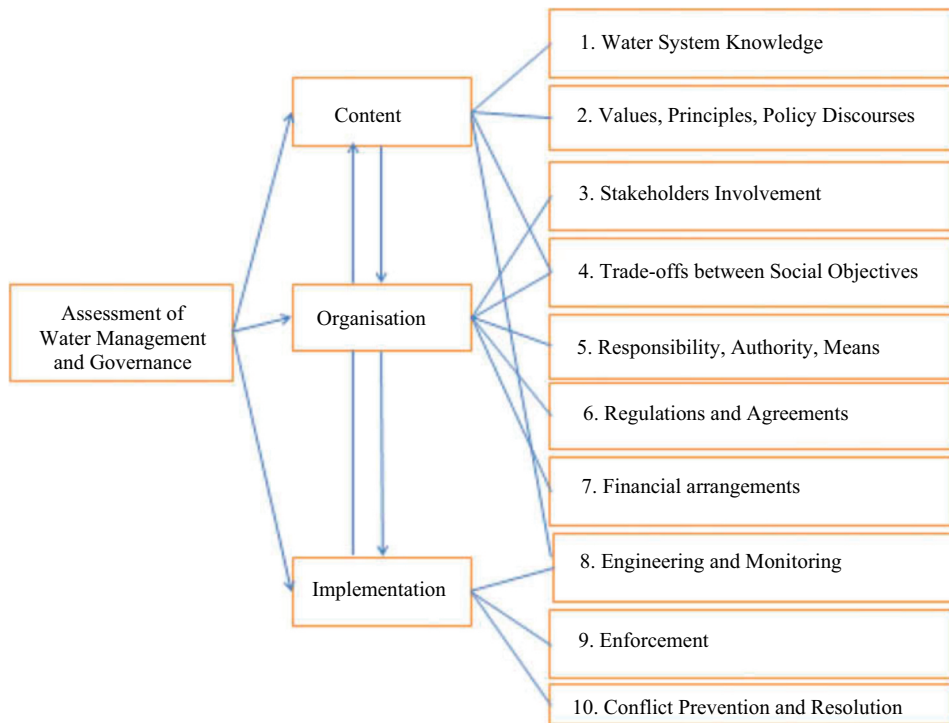 Assessment of
Water Management
and Governance
Content
Organisation
Implementation
1. Water System Knowledge
2. Values, Principles, Policy Discourses
3. Stakeholders Involvement
4. Trade-offs between Social Objectives
5. Responsibility, Authority, Means
6. Regulations and Agreements
7. Financial arrangements
8. Engineering and Monitoring
9. Enforcement
10. Conflict Prevention and Resolution